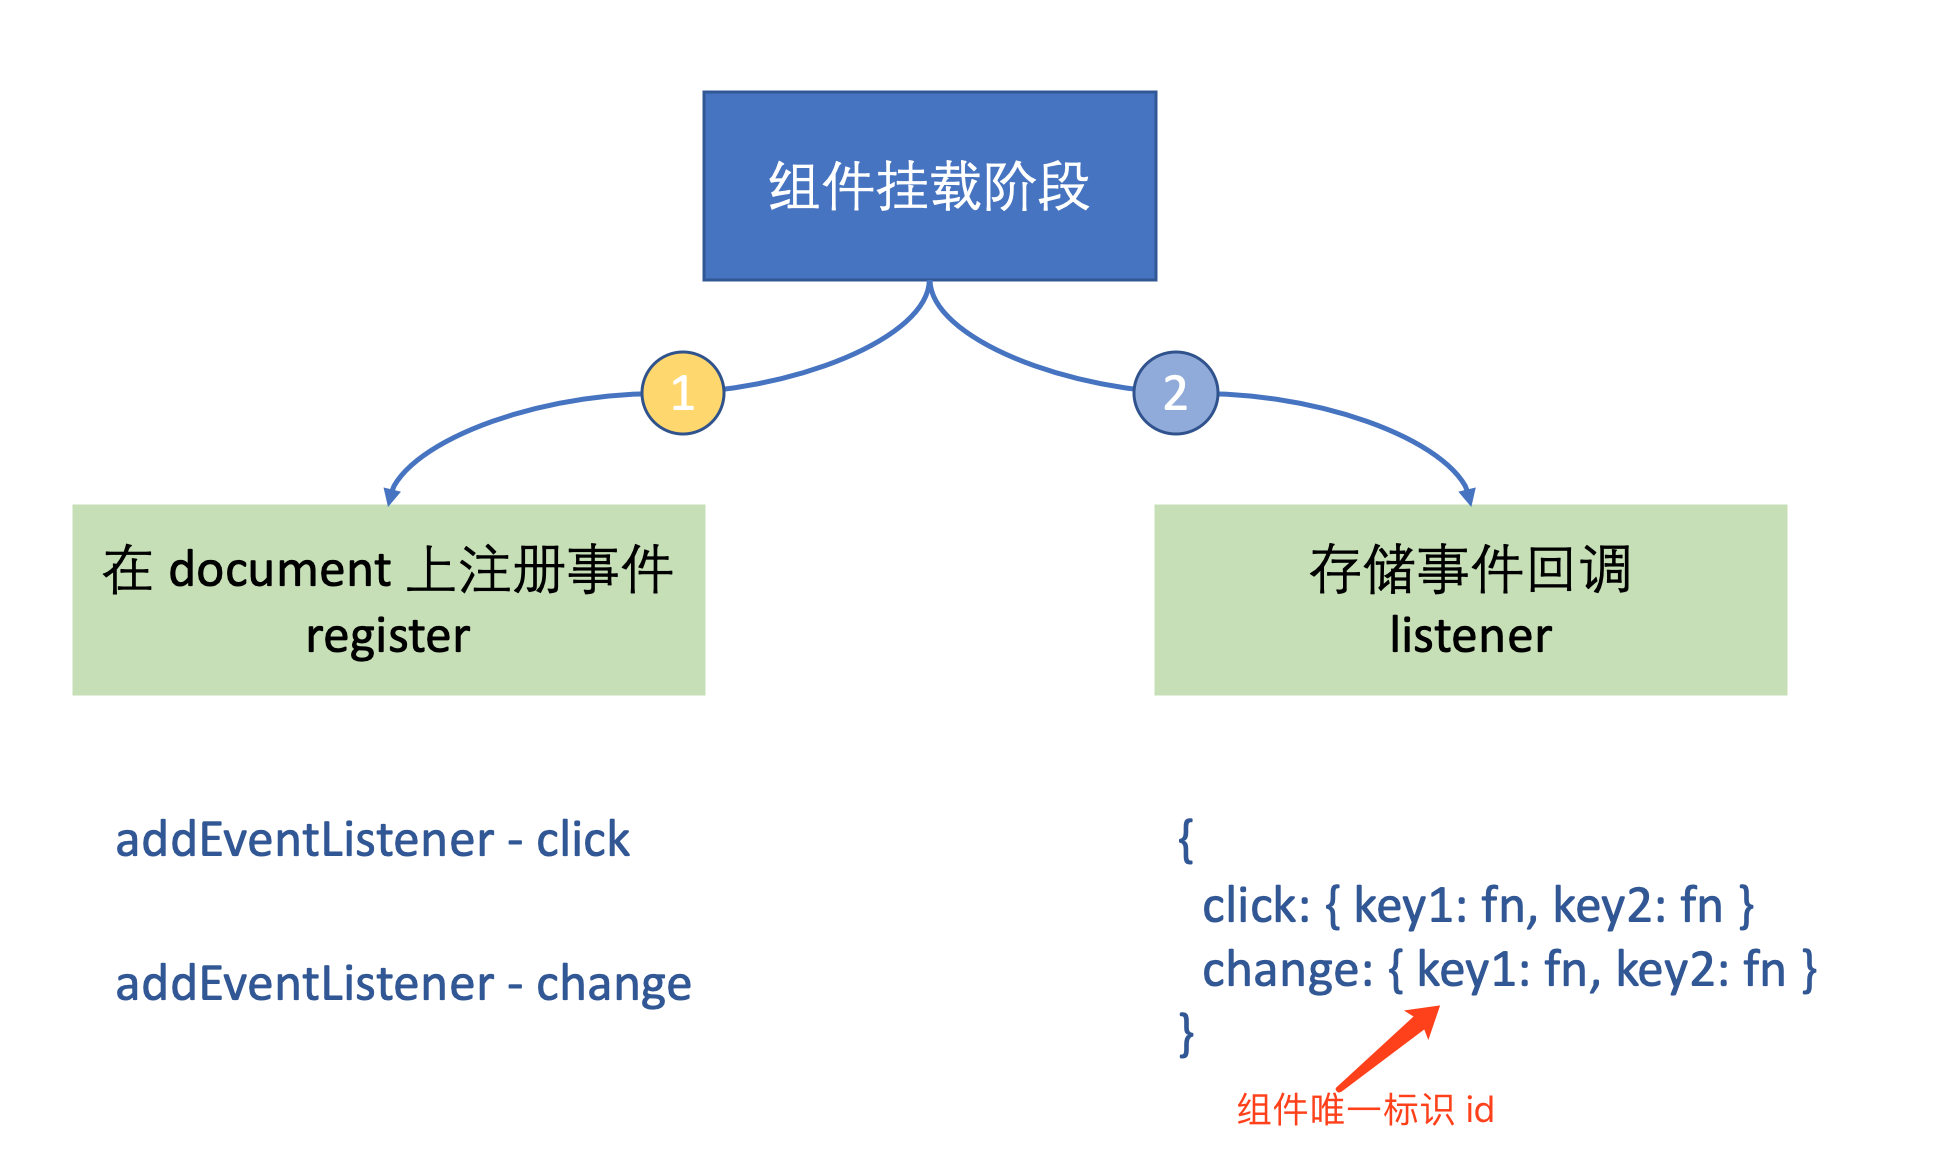 组件挂载阶段
1
2
在 document 上注册事件
register
存储事件回调
listener
addEventListener - click
addEventListener - change
{
click: { key1: fn, key2: fn }
change: { key1: fn, key2: fn }
}
组件唯一标识 id